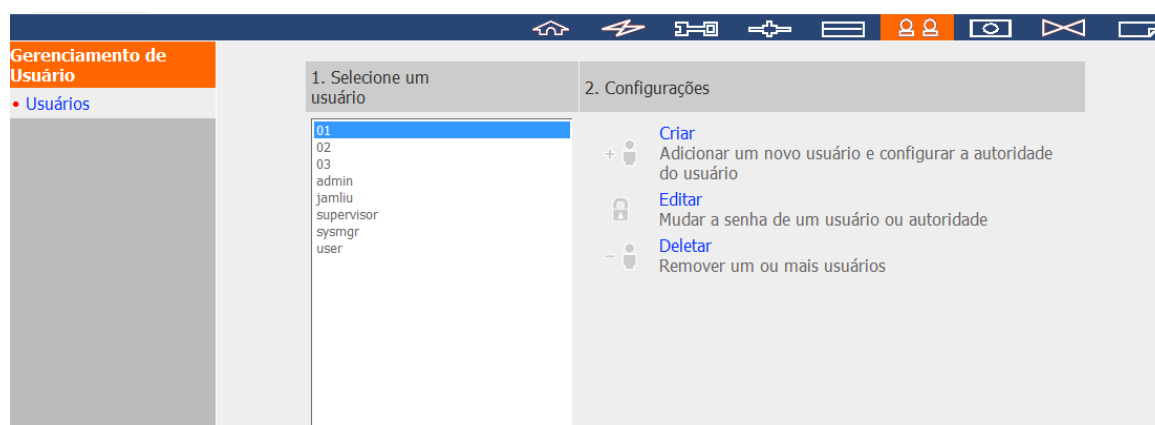 Gerenciamento de
Usuário
• Usuários
1. Selecione um
usuário
01
02
03
admin
jamliu
supervisor
sysmgr
user
2. Configurações
Criar
Adicionar um novo usuário e configurar a autoridade
do usuário
Editar
Mudar a senha de um usuário ou autoridade
Deletar
Remover um ou mais usuários